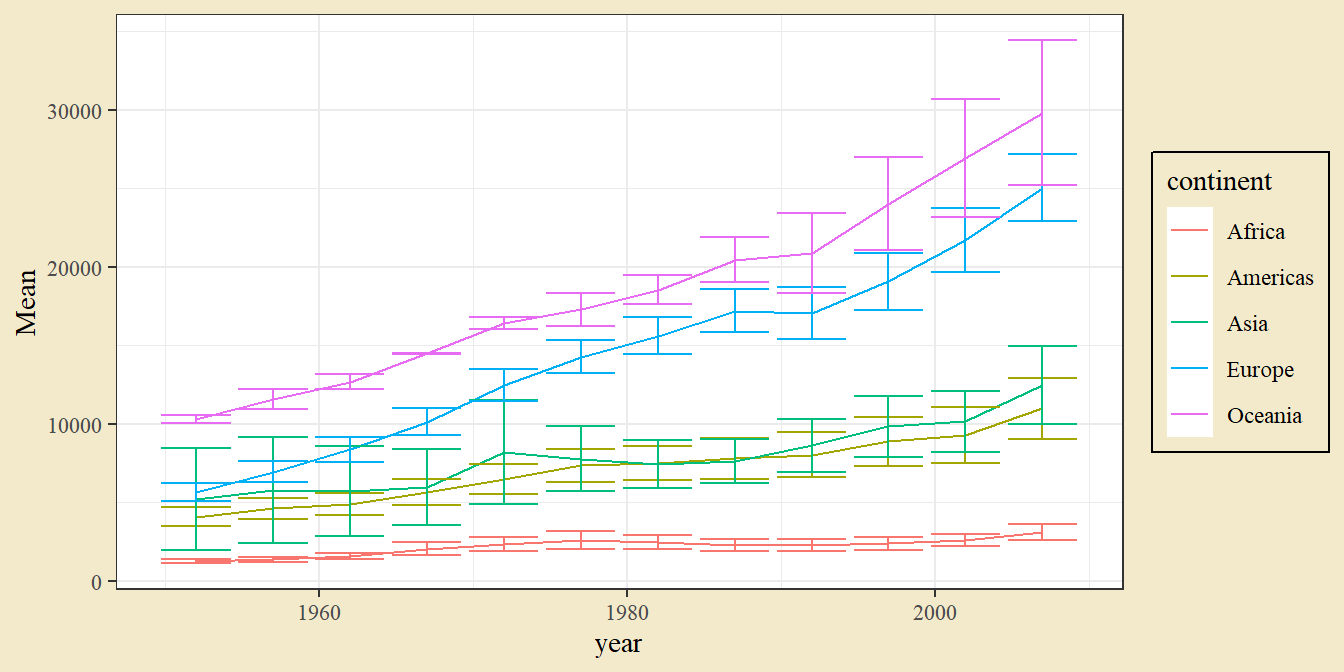 Mean
30000
20000
10000
0
1960
1980
2000
year
continent
Africa
Americas
Asia
Europe
Oceania